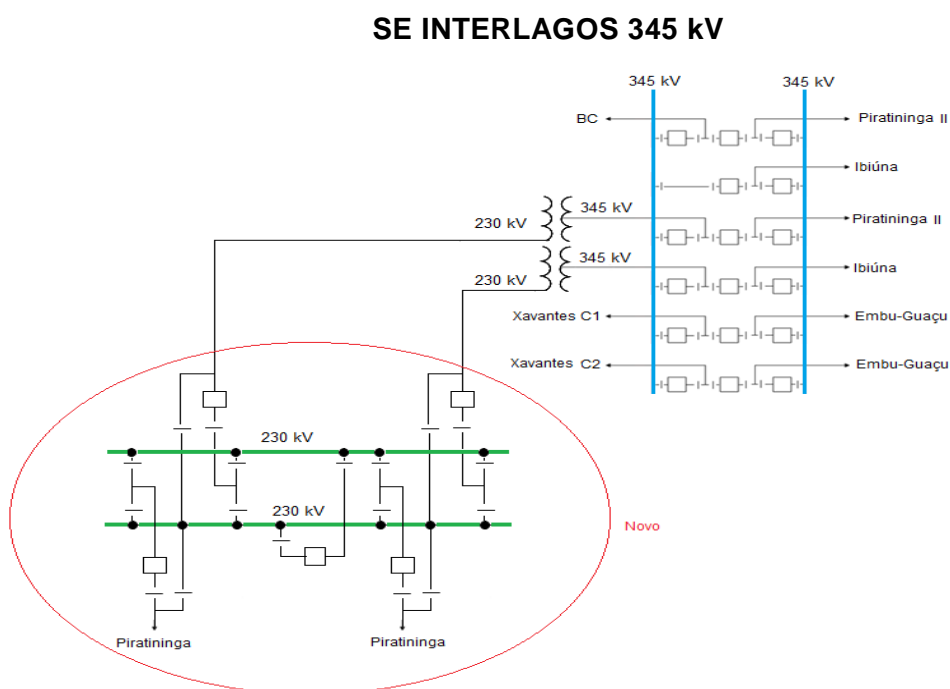 SE INTERLAGOS 345 kV
345 kV
345 kV
BC
Piratininga II
Ibiúna
345 kV
230 kV
Piratininga II
345 kV
230 kV
Ibiúna
Xavantes C1
Embu-Guaçu
Xavantes C2
Embu-Guaçu
230 kV
230 kV
Novo
Piratininga
Piratininga